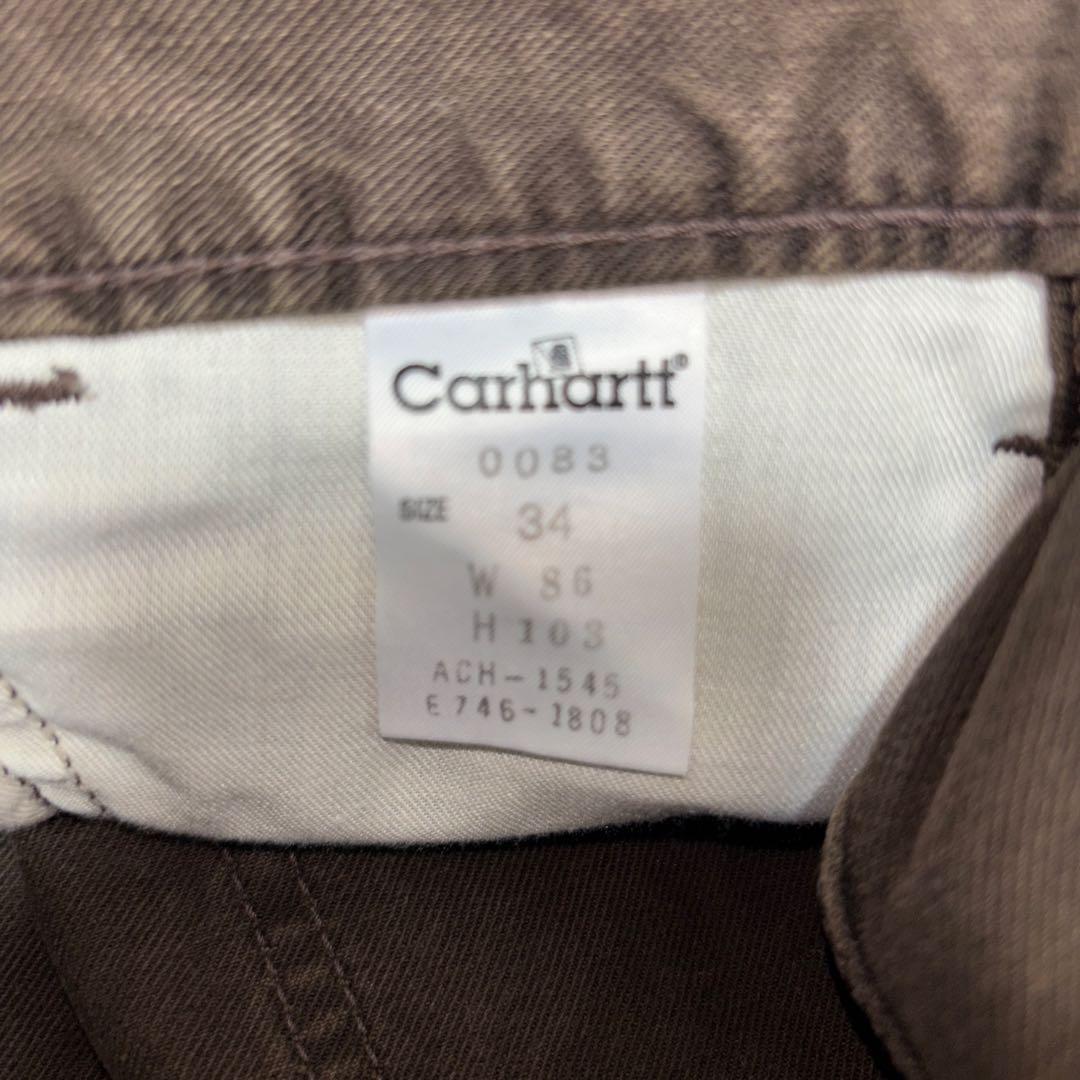 Carhartt®
0083
SIZE 34
W 86
H 103
ACH-1545
E746-1808